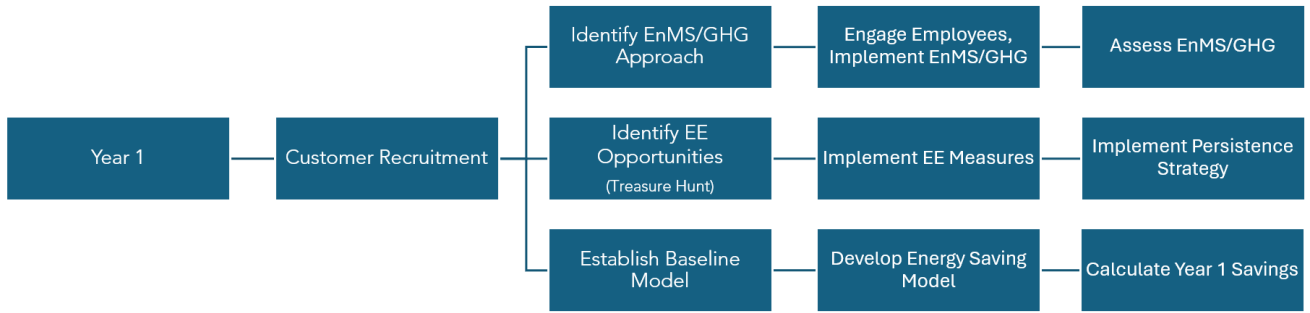 Identify EnMS/GHG
Approach
Engage Employees,
Implement EnMS/GHG
Assess EnMS/GHG
Year 1
Customer Recruitment
Identify EE
Opportunities
(Treasure Hunt)
Implement EE Measures
Implement Persistence
Strategy
Establish Baseline
Model
Develop Energy Saving
Model
Calculate Year 1 Savings